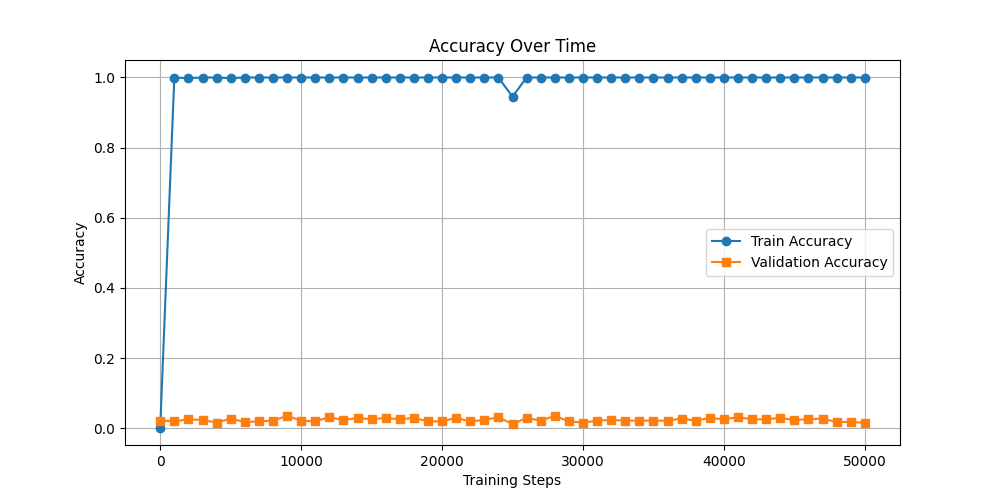 Accuracy Over Time
1.0
0.8
0.6
0.4
0.2
0.0
Accuracy
Train Accuracy
Validation Accuracy
0 10000 20000 30000 40000 50000
Training Steps